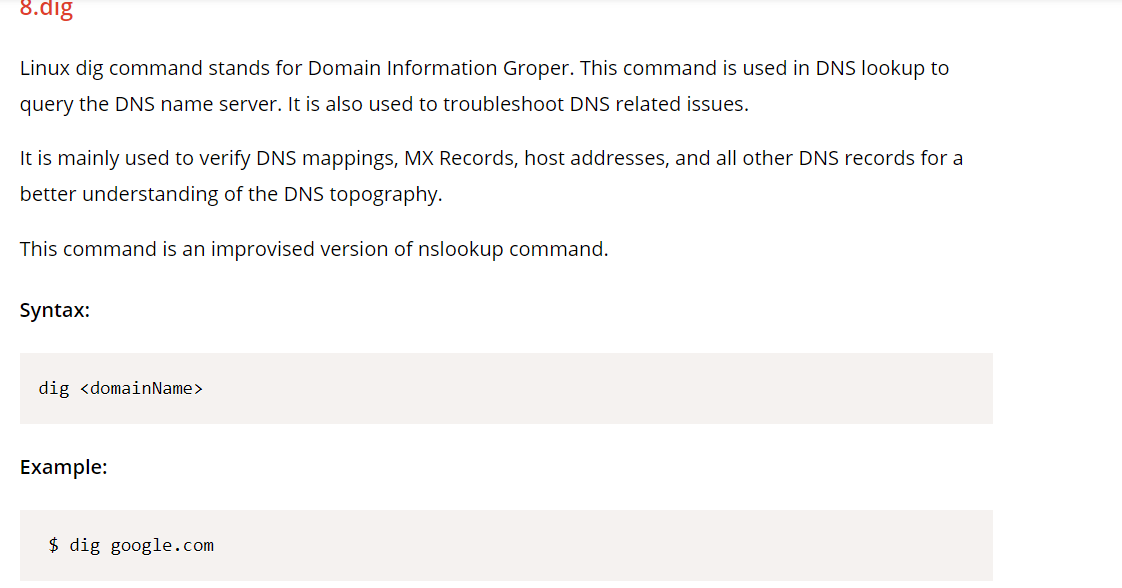 8.dig
Linux dig command stands for Domain Information Groper. This command is used in DNS lookup to
query the DNS name server. It is also used to troubleshoot DNS related issues.
It is mainly used to verify DNS mappings, MX Records, host addresses, and all other DNS records for a
better understanding of the DNS topography.
This command is an improvised version of nslookup command.
Syntax:
dig <domainName>
Example:
$ dig google.com